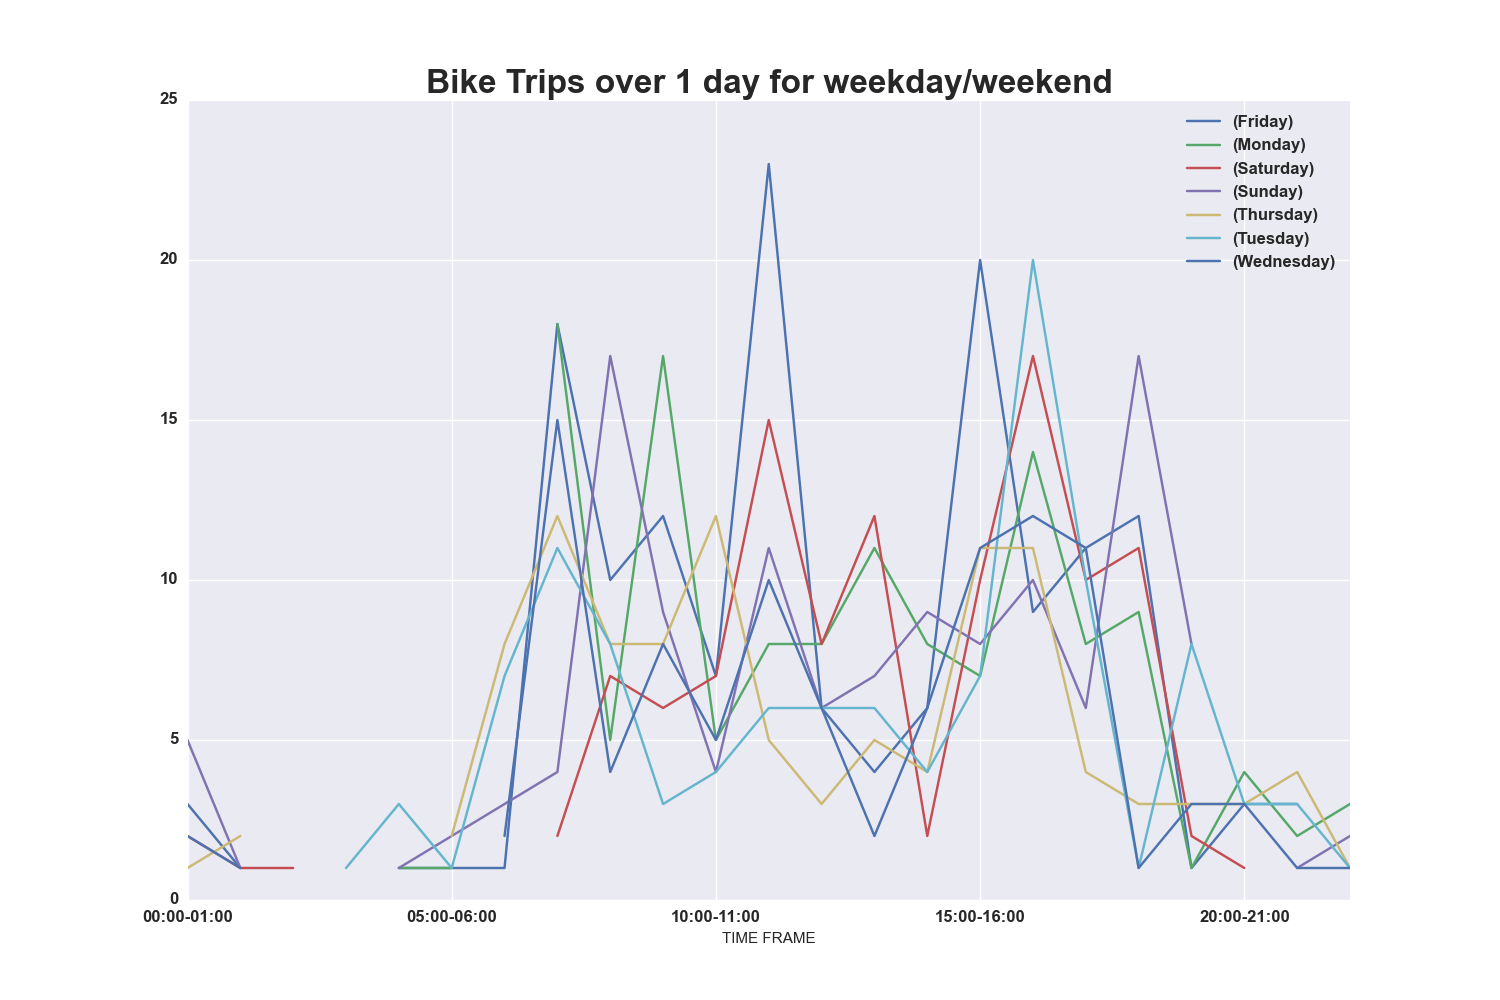 Bike Trips over 1 day for weekday/weekend
25
20
15
10
5
0
(Friday)
(Monday)
(Saturday)
(Sunday)
(Thursday)
(Tuesday)
(Wednesday)
00:00-01:00 05:00-06:00 10:00-11:00 15:00-16:00 20:00-21:00
TIME FRAME